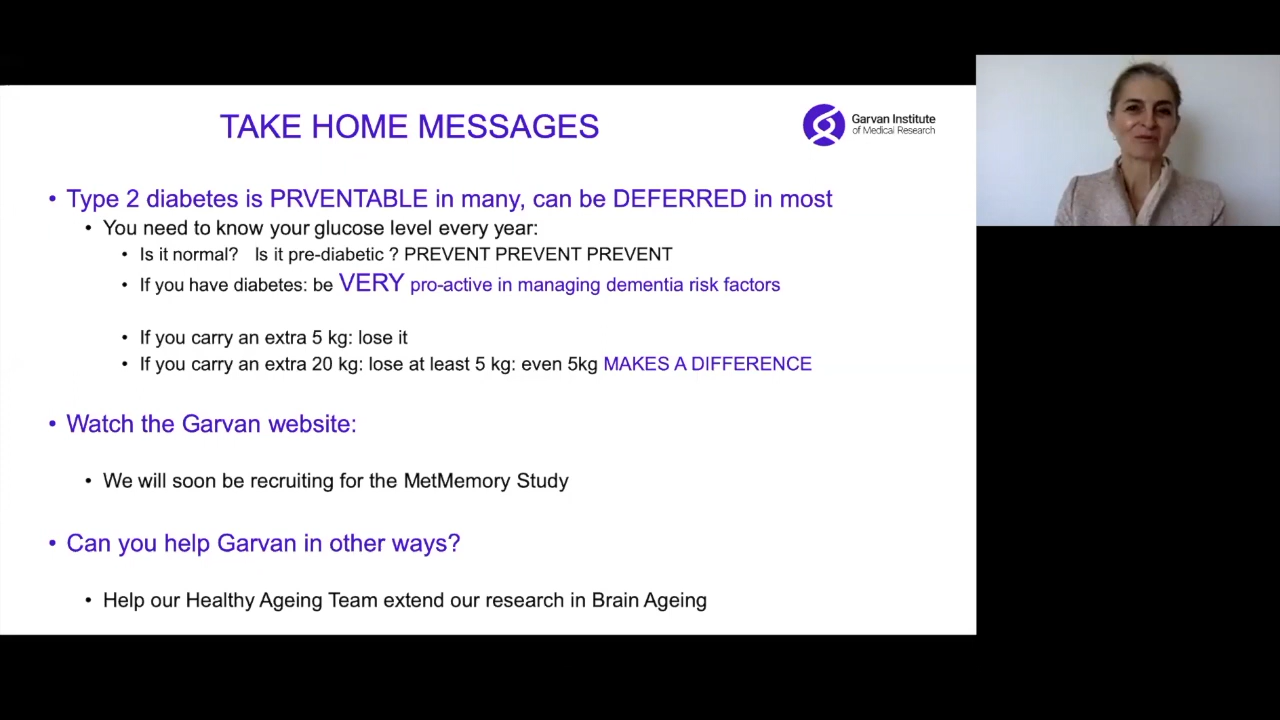 TAKE HOME MESSAGES
Garvan Institute
of Medical Research
• Type 2 diabetes is PRVENTABLE in many, can be DEFERRED in most
• You need to know your glucose level every year:
• Is it normal? Is it pre-diabetic ? PREVENT PREVENT PREVENT
• If you have diabetes: be VERY pro-active in managing dementia risk factors
• If you carry an extra 5 kg: lose it
• If you carry an extra 20 kg: lose at least 5 kg: even 5kg MAKES A DIFFERENCE
• Watch the Garvan website:
• We will soon be recruiting for the MetMemory Study
• Can you help Garvan in other ways?
• Help our Healthy Ageing Team extend our research in Brain Ageing